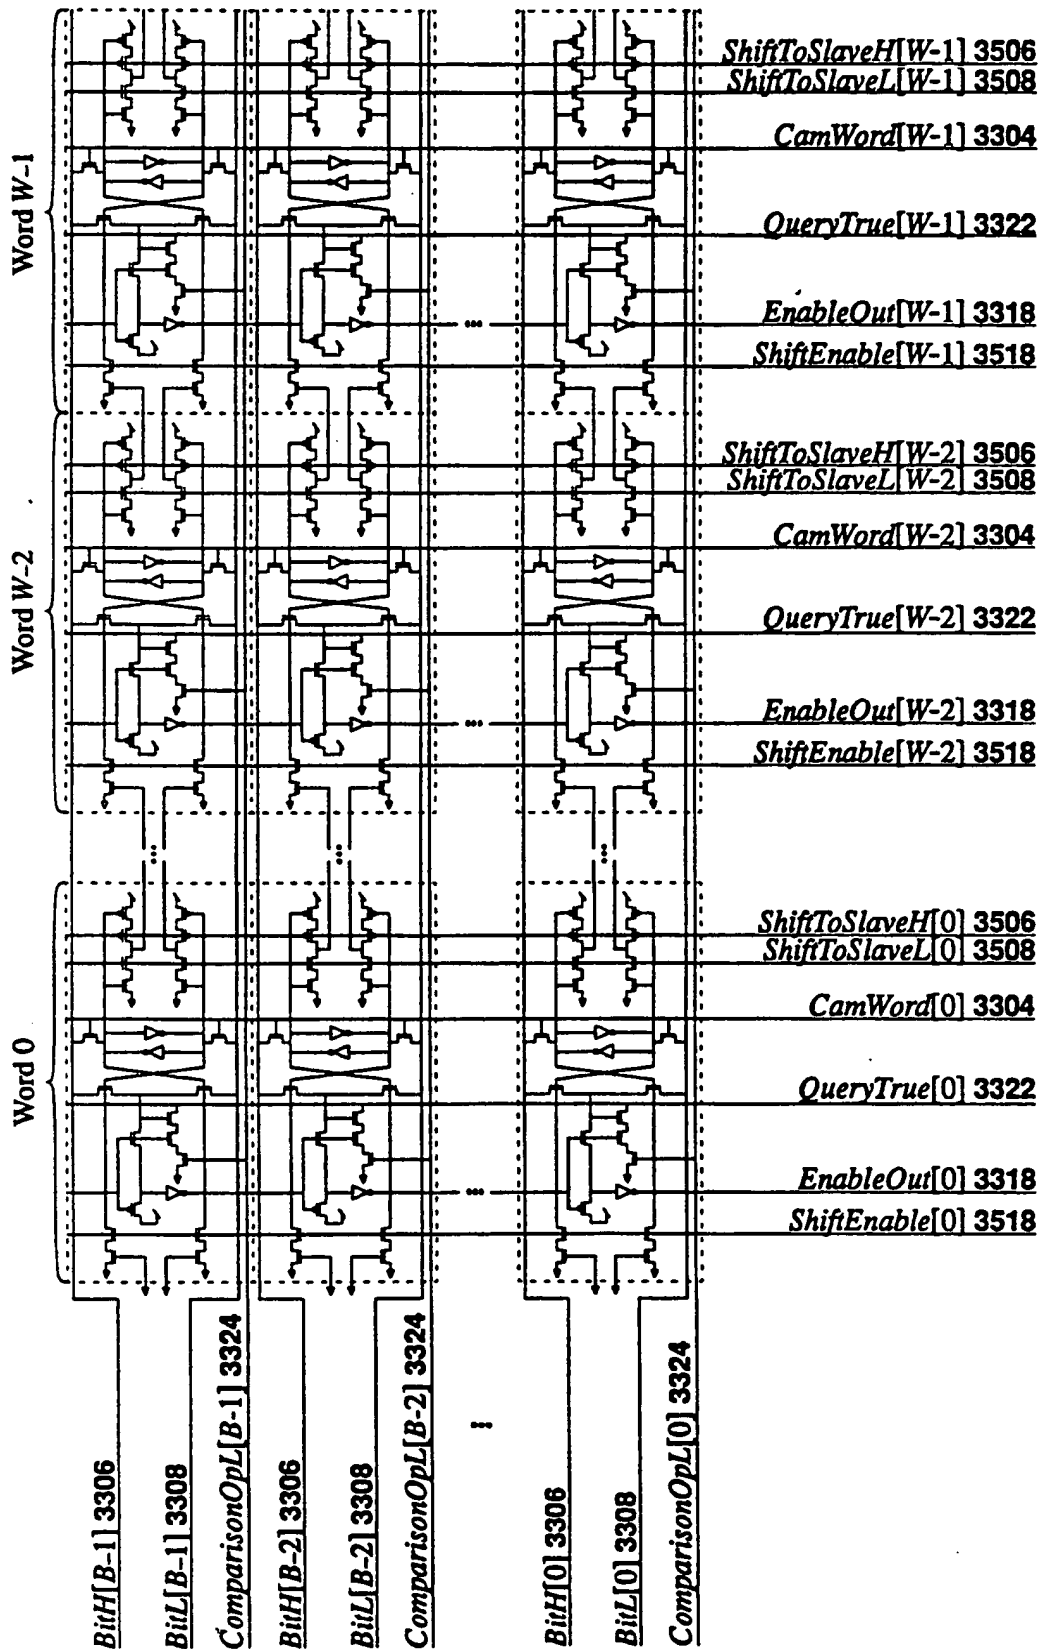 Word W-1
ShiftToSlaveH[W-1] 3506
ShiftToSlaveL[W-1] 3508
CamWord[W-1] 3304
QueryTrue[W-1] 3322
EnableOut[W-1] 3318
...
ShiftEnable[W-1] 3518
Word W-2
ShiftToSlaveH[W-2] 3506
ShiftToSlaveL[W-2] 3508
CamWord[W-2] 3304
QueryTrue[W-2] 3322
EnableOut[W-2] 3318
...
ShiftEnable[W-2] 3518
... ... ...
Word 0
ShiftToSlaveH[0] 3506
ShiftToSlaveL[0] 3508
CamWord[0] 3304
QueryTrue[0] 3322
EnableOut[0] 3318
...
ShiftEnable[0] 3518
BitH[B-1] 3306
BitL[B-1] 3308
ComparisonOpL[B-1] 3324
BitH[B-2] 3306
BitL[B-2] 3308
ComparisonOpL[B-2] 3324
...
BitH[0] 3306
BitL[0] 3308
ComparisonOpL[0] 3324